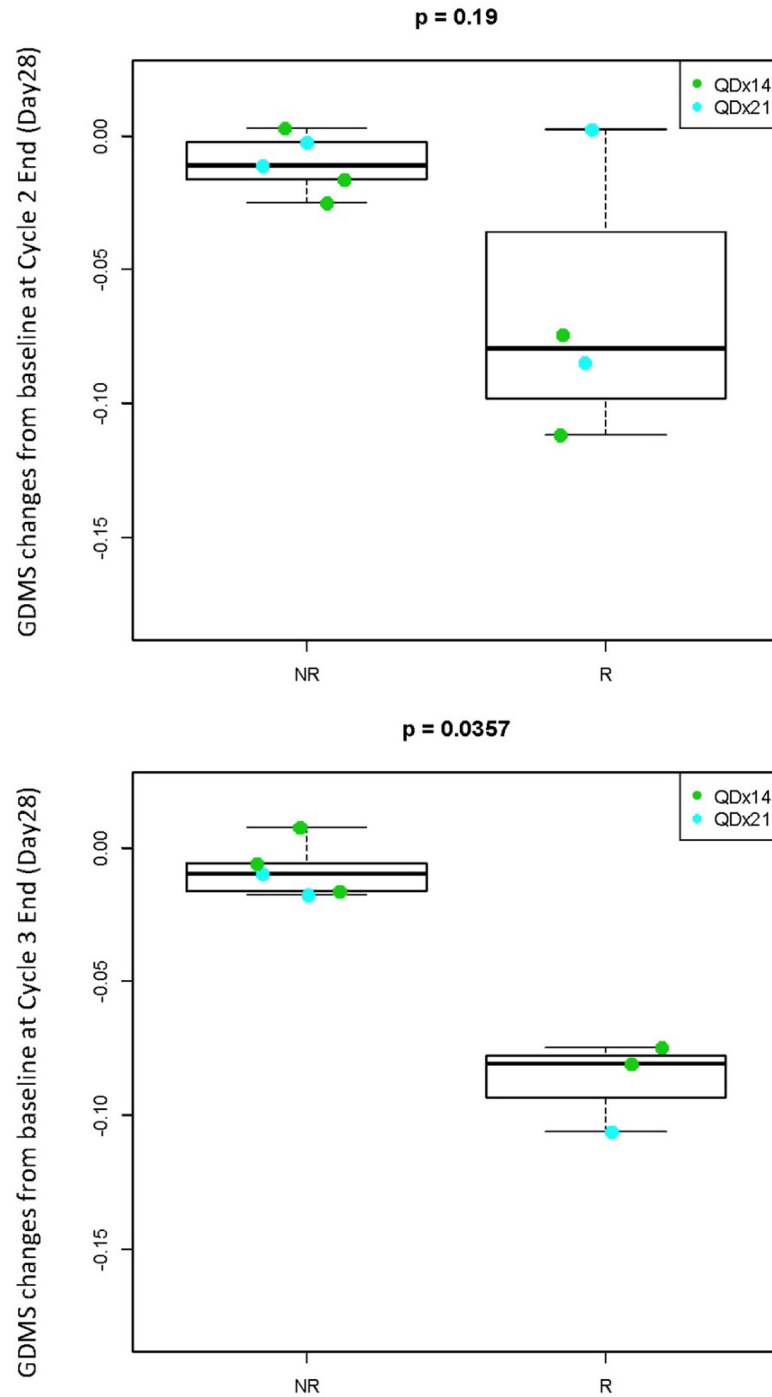 p = 0.19
GDMS changes from baseline at Cycle 2 End (Day28)
QDx14
QDx21
0.00
-0.05
-0.10
-0.15
NR R
p = 0.0357
GDMS changes from baseline at Cycle 3 End (Day28)
QDx14
QDx21
0.00
-0.05
-0.10
-0.15
NR R